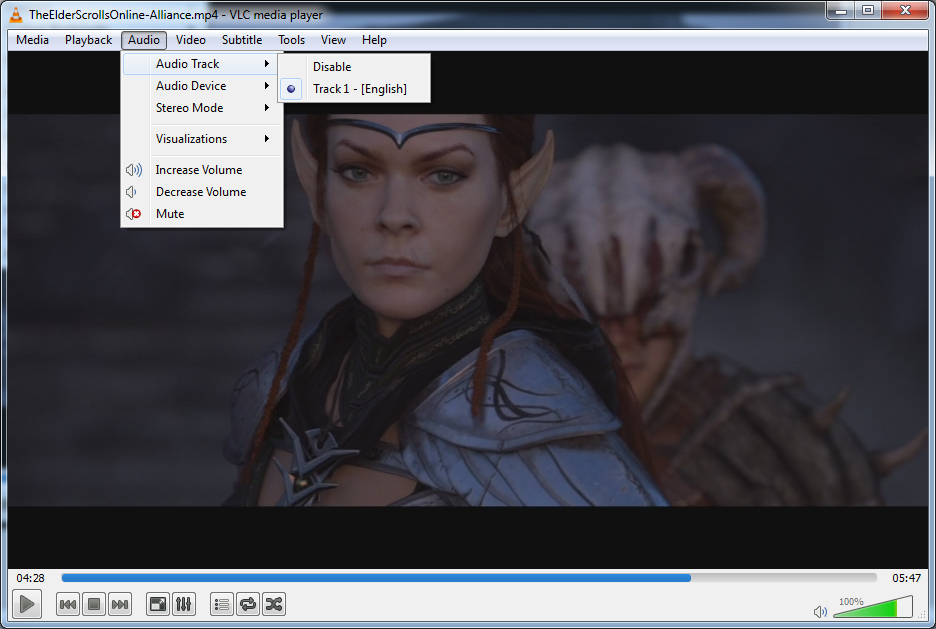 TheElderScrollsOnline-Alliance.mp4 - VLC media player
Media Playback Audio Video Subtitle Tools View Help
Audio Track
Disable
Audio Device
Track 1 - [English]
Stereo Mode
Visualizations
Increase Volume
Decrease Volume
Mute
04:28 05:47
100%